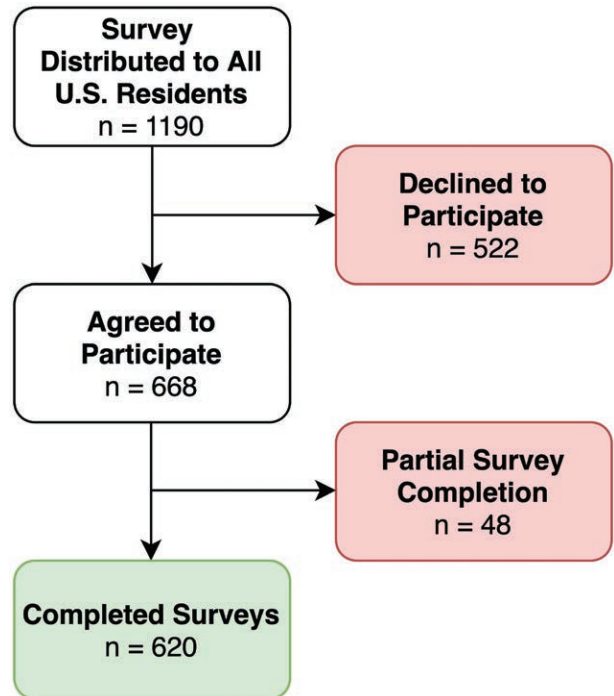 Survey
Distributed to All
U.S. Residents
n = 1190
Declined to
Participate
n = 522
Agreed to
Participate
n = 668
Partial Survey
Completion
n = 48
Completed Surveys
n = 620